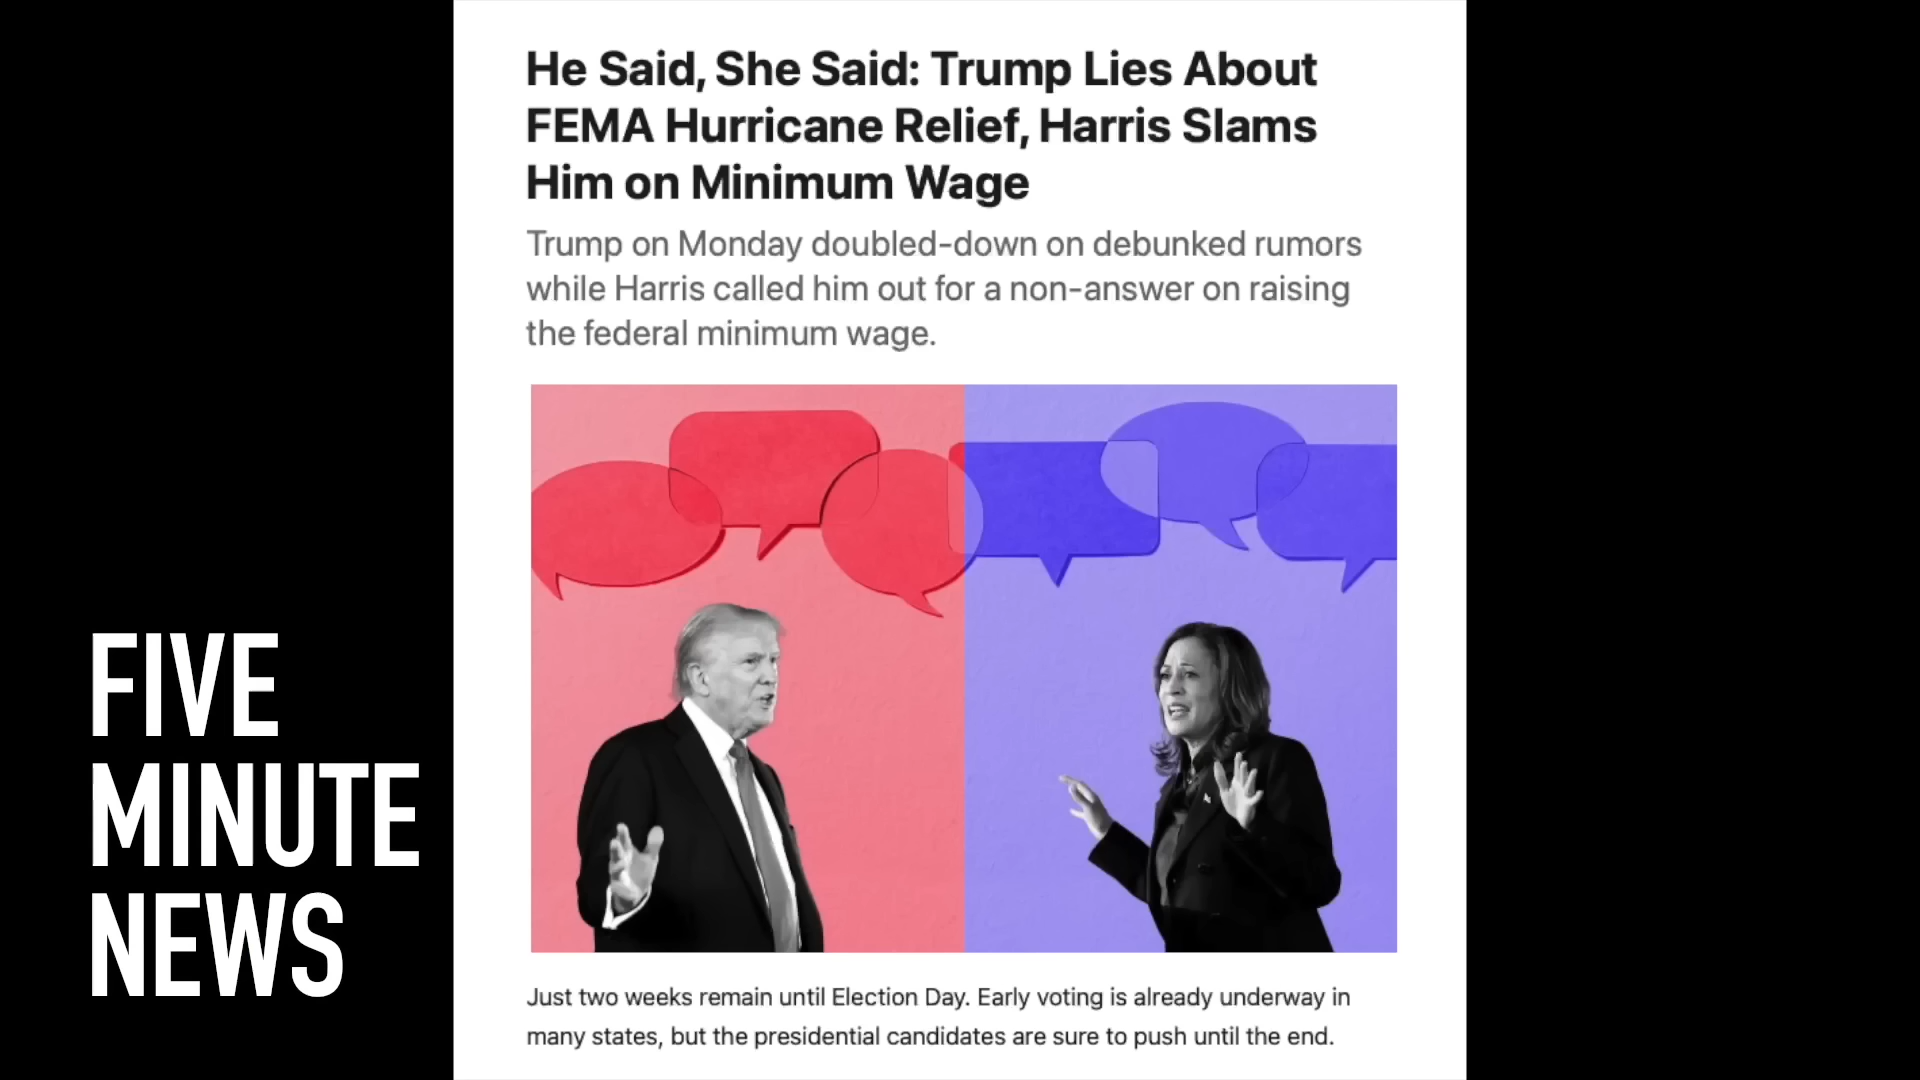 He Said, She Said: Trump Lies About
FEMA Hurricane Relief, Harris Slams
Him on Minimum Wage
Trump on Monday doubled-down on debunked rumors
while Harris called him out for a non-answer on raising
the federal minimum wage.
FIVE
MINUTE
NEWS
Just two weeks remain until Election Day. Early voting is already underway in
many states, but the presidential candidates are sure to push until the end.